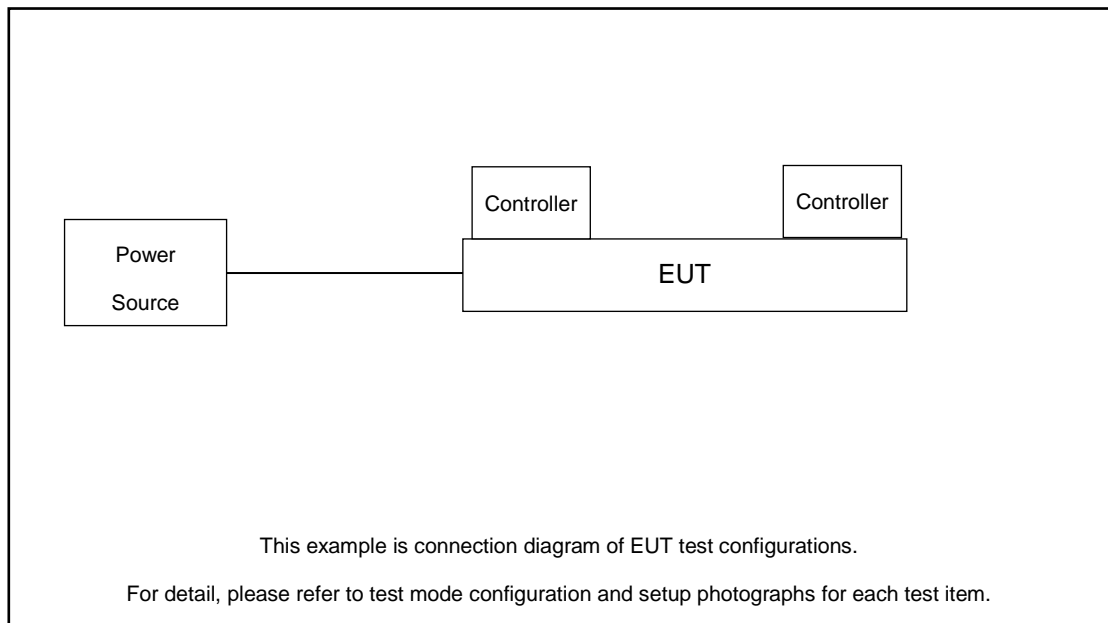 Controller
Controller
Power
Source
EUT
This example is connection diagram of EUT test configurations.
For detail, please refer to test mode configuration and setup photographs for each test item.